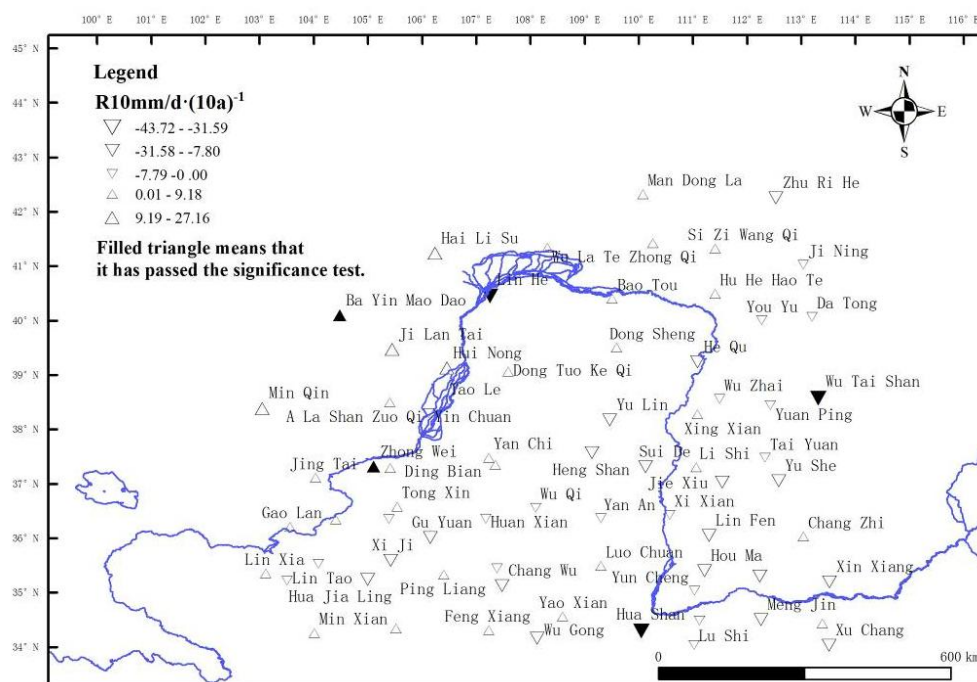 100° E 101° E 102° E 103° E 104° E 105° E 106° E 107° E 108° E 109° E 110° E 111° E 112° E 113° E 114° E 115° E 116° E
45° N
Legend
R10mm/d·(10a)-1
-43.72 - -31.59
-31.58 - -7.80
-7.79 -0 .00
0.01 - 9.18
9.19 - 27.16
Filled triangle means that
it has passed the significance test.
N
W E
S
44° N
43° N
42° N
41° N
40° N
39° N
38° N
37° N
36° N
35° N
34° N
Man Dong La
Zhu Ri He
Hai Li Su
Si Zi Wang Qi
Wu La Te Zhong Qi
Ji Ning
Lin He
Bao Tou
Hu He Hao Te
Ba Yin Mao Dao
You Yu
Da Tong
Ji Lan Tai
Dong Sheng
Hui Nong
He Qu
Dong Tuo Ke Qi
Min Qin
Tao Le
Wu Zhai
Wu Tai Shan
A La Shan Zuo Qi
Yin Chuan
Yu Lin
Yuan Ping
Xing Xian
Zhong Wei
Yan Chi
Sui De
Li Shi
Tai Yuan
Jing Tai
Ding Bian
Heng Shan
Yu She
Jie Xiu
Tong Xin
Wu Qi
Yan An
Xi Xian
Gao Lan
Gu Yuan
Huan Xian
Lin Fen
Chang Zhi
Xi Ji
Lin Xia
Luo Chuan
Hou Ma
Xin Xiang
Lin Tao
Chang Wu
Yun Cheng
Hua Jia Ling
Ping Liang
Min Xian
Feng Xiang
Yao Xian
Hua Shan
Meng Jin
Wu Gong
Lu Shi
Xu Chang
0 600 km